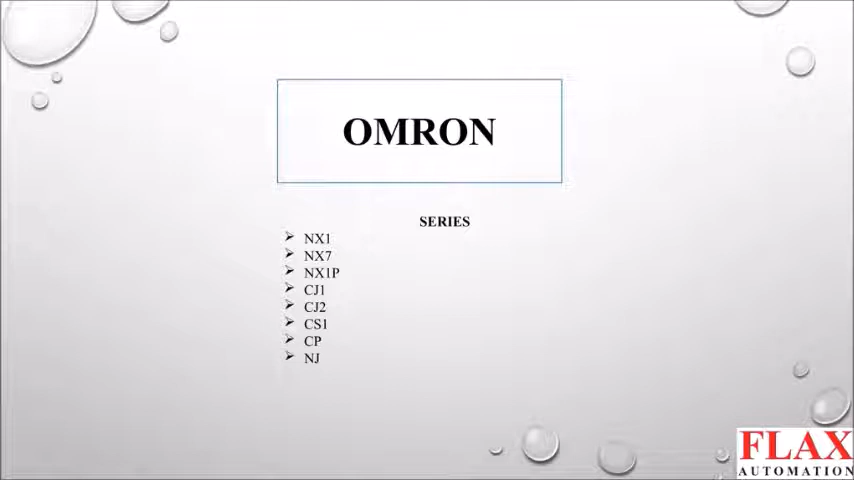 OMRON
SERIES
NX1
NX7
NX1P
CJ1
CJ2
CS1
CP
NJ
FLAX
AUTOMATION